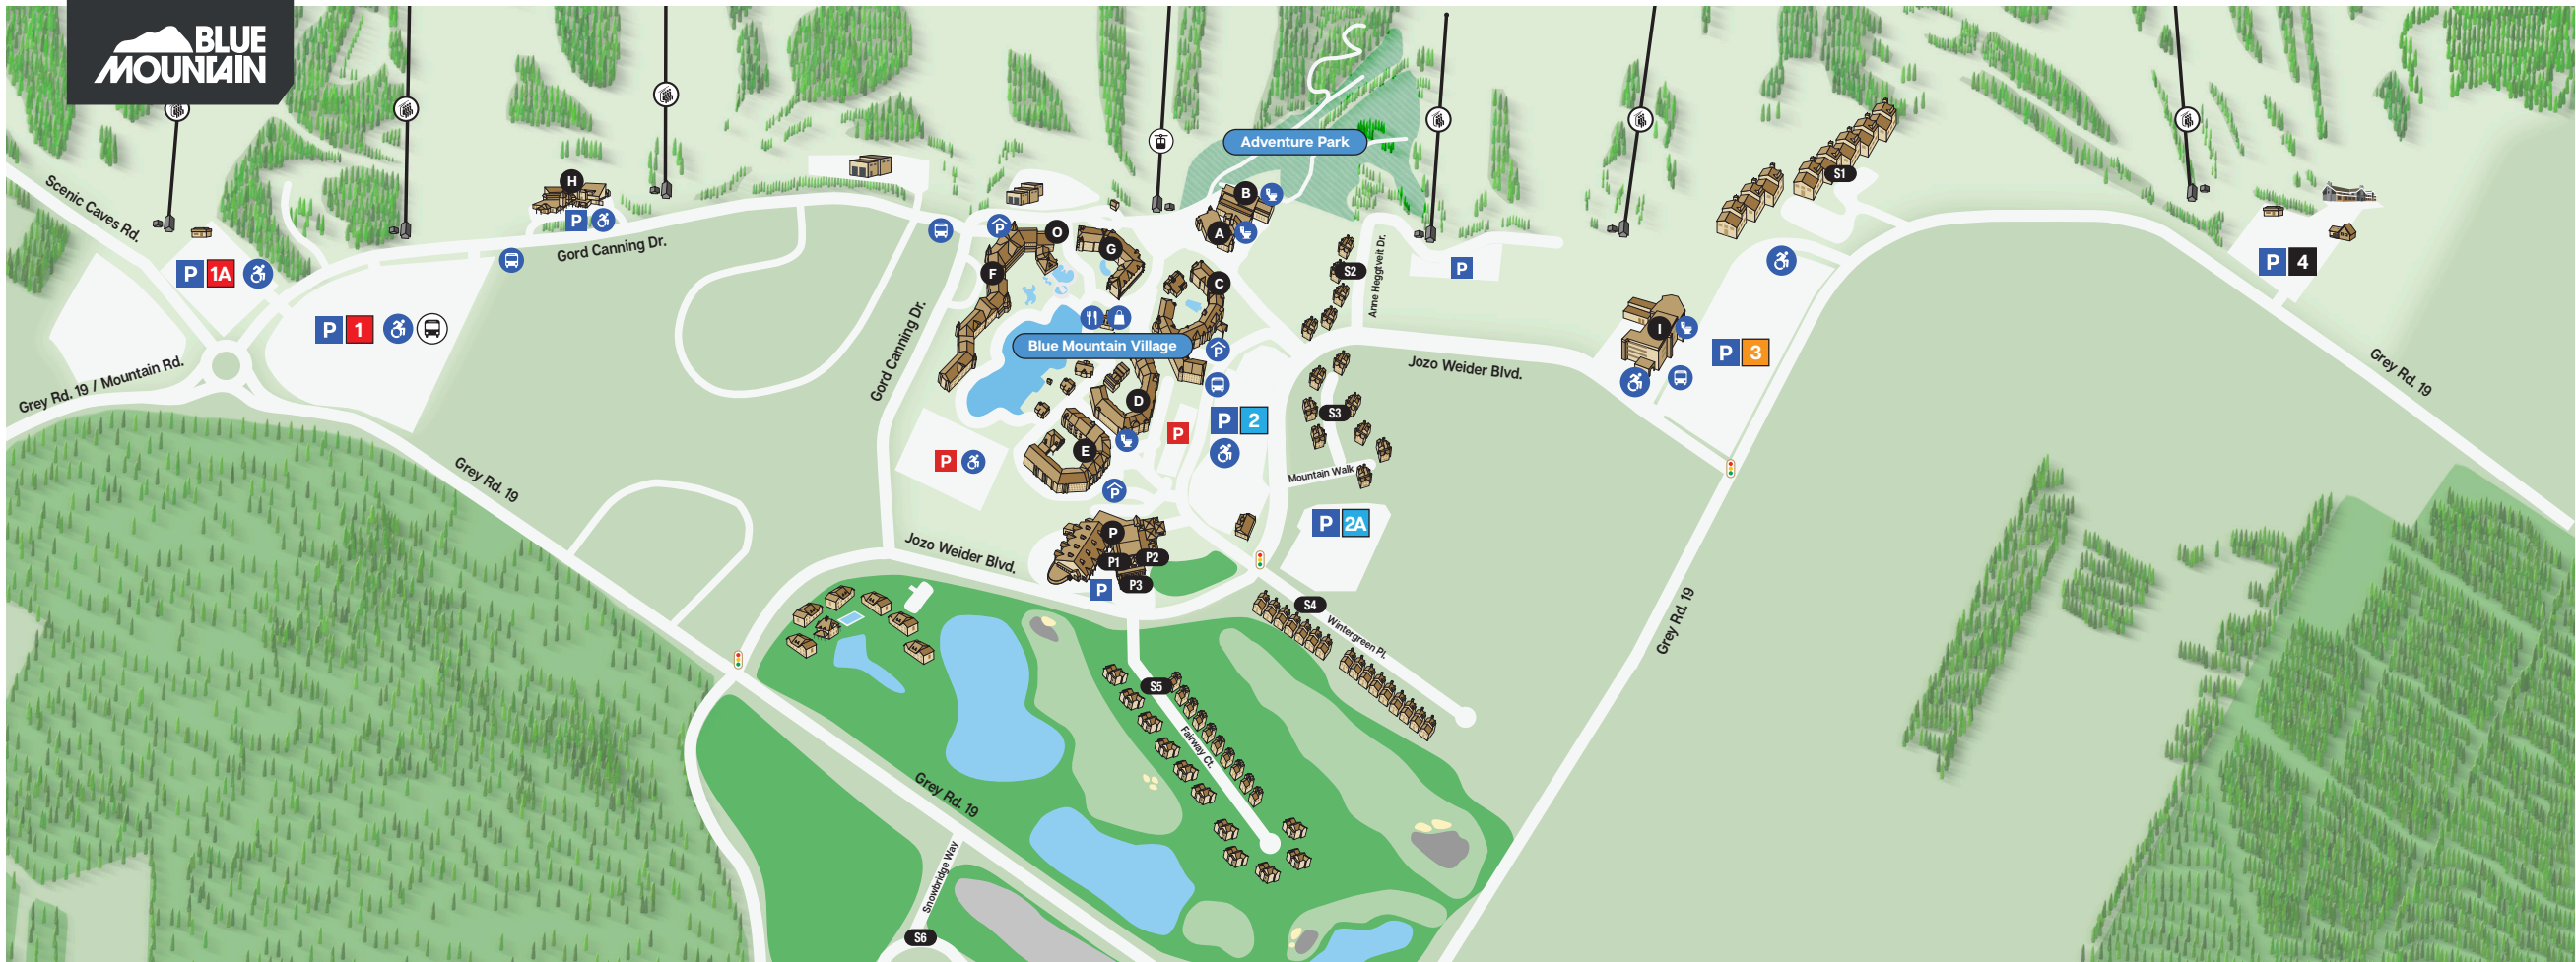 BLUE
MOUNTAIN
Adventure Park
Scenic Caves Rd.
H
P
Gord Canning Dr.
B
A
O
G
F
P
C
S1
S2
Anne Heggtveit Dr.
P
P 4
P 1A
P 1
Gord Canning Dr.
Blue Mountain Village
P
I
P 3
Jozo Weider Blvd.
Grey Rd. 19
Grey Rd. 19 / Mountain Rd.
D
P
P 2
S3
E
P
Mountain Walk
Grey Rd. 19
P
P 2A
Jozo Weider Blvd.
P
P1
P2
P3
P
S4
Wintergreen Pl.
Grey Rd. 19
S5
Fairway Ct.
Grey Rd. 19
Snowbridge Way
S6